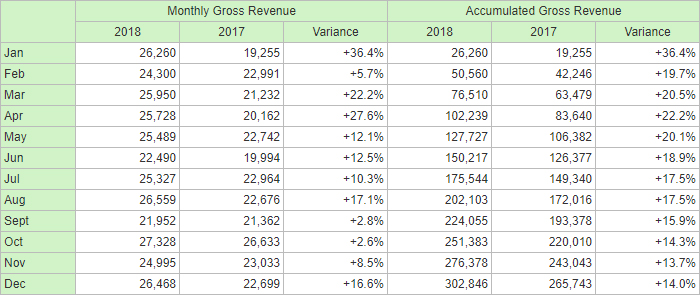 Monthly Gross Revenue Accumulated Gross Revenue
2018 2017 Variance 2018 2017 Variance
Jan 26,260 19,255 +36.4% 26,260 19,255 +36.4%
Feb 24,300 22,991 +5.7% 50,560 42,246 +19.7%
Mar 25,950 21,232 +22.2% 76,510 63,479 +20.5%
Apr 25,728 20,162 +27.6% 102,239 83,640 +22.2%
May 25,489 22,742 +12.1% 127,727 106,382 +20.1%
Jun 22,490 19,994 +12.5% 150,217 126,377 +18.9%
Jul 25,327 22,964 +10.3% 175,544 149,340 +17.5%
Aug 26,559 22,676 +17.1% 202,103 172,016 +17.5%
Sept 21,952 21,362 +2.8% 224,055 193,378 +15.9%
Oct 27,328 26,633 +2.6% 251,383 220,010 +14.3%
Nov 24,995 23,033 +8.5% 276,378 243,043 +13.7%
Dec 26,468 22,699 +16.6% 302,846 265,743 +14.0%